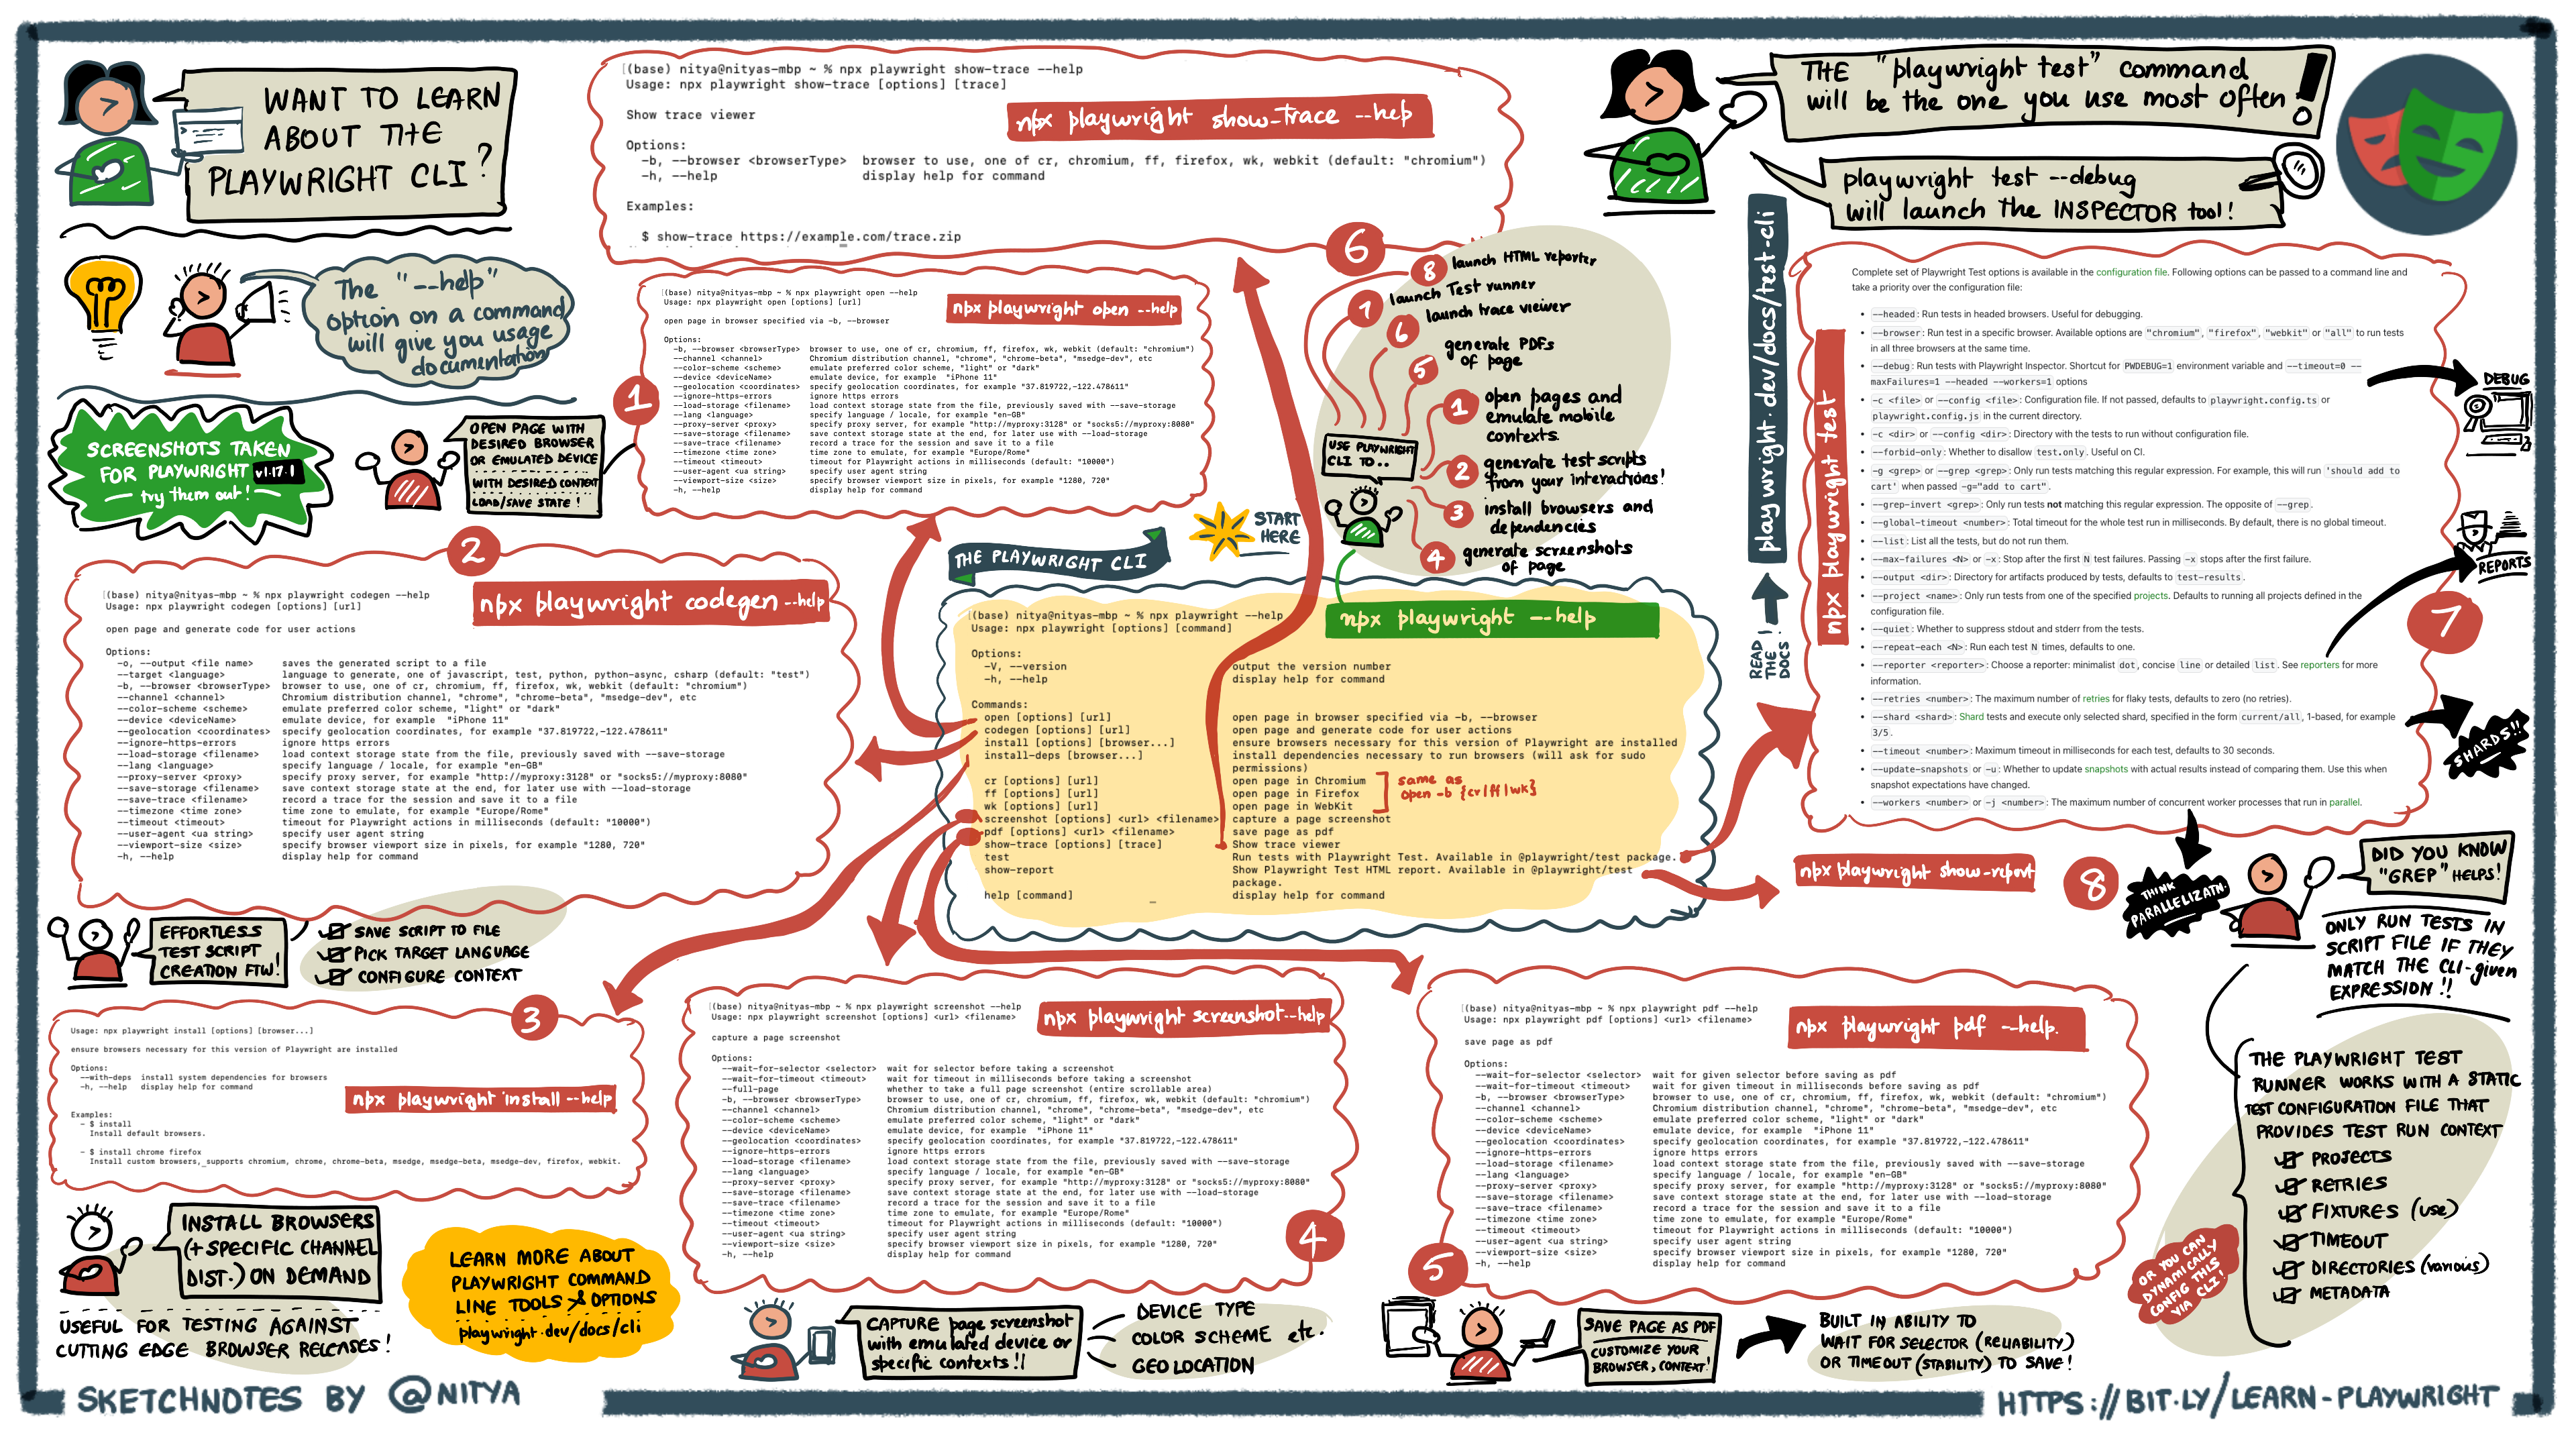 WANT TO LEARN
ABOUT THE
PLAYWRIGHT CLI?
The "--help"
option on a command
will give you usage
documentation
SCREENSHOTS TAKEN
FOR PLAYWRIGHT v1.17.1
try them out!
(base) nitya@nityas-mbp ~ % npx playwright show-trace --help
Usage: npx playwright show-trace [options] [trace]
npx playwright show-trace --help
Show trace viewer
Options:
-b, --browser <browserType> browser to use, one of cr, chromium, ff, firefox, wk, webkit (default: "chromium")
-h, --help display help for command
Examples:
$ show-trace https://example.com/trace.zip
6
THE "playwright test" command
will be the one you use most often!
playwright test --debug
will launch the INSPECTOR tool!
OPEN PAGE WITH
DESIRED BROWSER
OR EMULATED DEVICE
WITH DESIRED CONTEXT
LOAD/SAVE STATE!
1
(base) nitya@nityas-mbp ~ % npx playwright open --help
Usage: npx playwright open [options] [url]
npx playwright open --help
open page in browser specified via -b, --browser
Options:
-b, --browser <browserType> browser to use, one of cr, chromium, ff, firefox, wk, webkit (default: "chromium")
--channel <channel> Chromium distribution channel, "chrome", "chrome-beta", "msedge-dev", etc
--color-scheme <scheme> emulate preferred color scheme, "light" or "dark"
--device <deviceName> emulate device, for example "iPhone 11"
--geolocation <coordinates> specify geolocation coordinates, for example "37.819722,-122.478611"
--ignore-https-errors ignore https errors
--load-storage <filename> load context storage state from the file, previously saved with --save-storage
--lang <language> specify language / locale, for example "en-GB"
--proxy-server <proxy> specify proxy server, for example "http://myproxy:3128" or "socks5://myproxy:8080"
--save-storage <filename> save context storage state at the end, for later use with --load-storage
--save-trace <filename> record a trace for the session and save it to a file
--timezone <time zone> time zone to emulate, for example "Europe/Rome"
--timeout <timeout> timeout for Playwright actions in milliseconds (default: "10000")
--user-agent <ua string> specify user agent string
--viewport-size <size> specify browser viewport size in pixels, for example "1280, 720"
-h, --help display help for command
8 launch HTML reporter
7 launch Test runner
6 launch trace viewer
5 generate PDFs
of page
1 open pages and
emulate mobile
contexts.
2 generate test scripts
from your interactions!
3 install browsers and
dependencies
4 generate screenshots
of page
USE PLAYWRIGHT
CLI TO..
START
HERE
THE PLAYWRIGHT CLI
(base) nitya@nityas-mbp ~ % npx playwright --help
Usage: npx playwright [options] [command]
npx playwright --help
Options:
-V, --version output the version number
-h, --help display help for command
Commands:
open [options] [url] open page in browser specified via -b, --browser
codegen [options] [url] open page and generate code for user actions
install [options] [browser...] ensure browsers necessary for this version of Playwright are installed
install-deps [browser...] install dependencies necessary to run browsers (will ask for sudo
permissions)
cr [options] [url] open page in Chromium
ff [options] [url] open page in Firefox
wk [options] [url] open page in WebKit
same as
open -b {cr|ff|wk}
screenshot [options] <url> <filename> capture a page screenshot
pdf [options] <url> <filename> save page as pdf
show-trace [options] [trace] Show trace viewer
test Run tests with Playwright Test. Available in @playwright/test package.
show-report Show Playwright Test HTML report. Available in @playwright/test
package.
help [command] display help for command
2
(base) nitya@nityas-mbp ~ % npx playwright codegen --help
Usage: npx playwright codegen [options] [url]
npx playwright codegen --help
open page and generate code for user actions
Options:
-o, --output <file name> saves the generated script to a file
--target <language> language to generate, one of javascript, test, python, python-async, csharp (default: "test")
-b, --browser <browserType> browser to use, one of cr, chromium, ff, firefox, wk, webkit (default: "chromium")
--channel <channel> Chromium distribution channel, "chrome", "chrome-beta", "msedge-dev", etc
--color-scheme <scheme> emulate preferred color scheme, "light" or "dark"
--device <deviceName> emulate device, for example "iPhone 11"
--geolocation <coordinates> specify geolocation coordinates, for example "37.819722,-122.478611"
--ignore-https-errors ignore https errors
--load-storage <filename> load context storage state from the file, previously saved with --save-storage
--lang <language> specify language / locale, for example "en-GB"
--proxy-server <proxy> specify proxy server, for example "http://myproxy:3128" or "socks5://myproxy:8080"
--save-storage <filename> save context storage state at the end, for later use with --load-storage
--save-trace <filename> record a trace for the session and save it to a file
--timezone <time zone> time zone to emulate, for example "Europe/Rome"
--timeout <timeout> timeout for Playwright actions in milliseconds (default: "10000")
--user-agent <ua string> specify user agent string
--viewport-size <size> specify browser viewport size in pixels, for example "1280, 720"
-h, --help display help for command
EFFORTLESS
TEST SCRIPT
CREATION FTW!
SAVE SCRIPT TO FILE
PICK TARGET LANGUAGE
CONFIGURE CONTEXT
3
Usage: npx playwright install [options] [browser...]
ensure browsers necessary for this version of Playwright are installed
Options:
--with-deps install system dependencies for browsers
-h, --help display help for command
npx playwright install --help
Examples:
- $ install
Install default browsers.
- $ install chrome firefox
Install custom browsers, supports chromium, chrome, chrome-beta, msedge, msedge-beta, msedge-dev, firefox, webkit.
INSTALL BROWSERS
(+ SPECIFIC CHANNEL
DIST.) ON DEMAND
USEFUL FOR TESTING AGAINST
CUTTING EDGE BROWSER RELEASES!
LEARN MORE ABOUT
PLAYWRIGHT COMMAND
LINE TOOLS & OPTIONS
playwright.dev/docs/cli
(base) nitya@nityas-mbp ~ % npx playwright screenshot --help
Usage: npx playwright screenshot [options] <url> <filename>
npx playwright screenshot --help
capture a page screenshot
Options:
--wait-for-selector <selector> wait for selector before taking a screenshot
--wait-for-timeout <timeout> wait for timeout in milliseconds before taking a screenshot
--full-page whether to take a full page screenshot (entire scrollable area)
-b, --browser <browserType> browser to use, one of cr, chromium, ff, firefox, wk, webkit (default: "chromium")
--channel <channel> Chromium distribution channel, "chrome", "chrome-beta", "msedge-dev", etc
--color-scheme <scheme> emulate preferred color scheme, "light" or "dark"
--device <deviceName> emulate device, for example "iPhone 11"
--geolocation <coordinates> specify geolocation coordinates, for example "37.819722,-122.478611"
--ignore-https-errors ignore https errors
--load-storage <filename> load context storage state from the file, previously saved with --save-storage
--lang <language> specify language / locale, for example "en-GB"
--proxy-server <proxy> specify proxy server, for example "http://myproxy:3128" or "socks5://myproxy:8080"
--save-storage <filename> save context storage state at the end, for later use with --load-storage
--save-trace <filename> record a trace for the session and save it to a file
--timezone <time zone> time zone to emulate, for example "Europe/Rome"
--timeout <timeout> timeout for Playwright actions in milliseconds (default: "10000")
--user-agent <ua string> specify user agent string
--viewport-size <size> specify browser viewport size in pixels, for example "1280, 720"
-h, --help display help for command
4
CAPTURE page screenshot
with emulated device or
specific contexts!!
DEVICE TYPE
COLOR SCHEME etc.
GEOLOCATION
(base) nitya@nityas-mbp ~ % npx playwright pdf --help
Usage: npx playwright pdf [options] <url> <filename>
npx playwright pdf --help.
save page as pdf
Options:
--wait-for-selector <selector> wait for given selector before saving as pdf
--wait-for-timeout <timeout> wait for given timeout in milliseconds before saving as pdf
-b, --browser <browserType> browser to use, one of cr, chromium, ff, firefox, wk, webkit (default: "chromium")
--channel <channel> Chromium distribution channel, "chrome", "chrome-beta", "msedge-dev", etc
--color-scheme <scheme> emulate preferred color scheme, "light" or "dark"
--device <deviceName> emulate device, for example "iPhone 11"
--geolocation <coordinates> specify geolocation coordinates, for example "37.819722,-122.478611"
--ignore-https-errors ignore https errors
--load-storage <filename> load context storage state from the file, previously saved with --save-storage
--lang <language> specify language / locale, for example "en-GB"
--proxy-server <proxy> specify proxy server, for example "http://myproxy:3128" or "socks5://myproxy:8080"
--save-storage <filename> save context storage state at the end, for later use with --load-storage
--save-trace <filename> record a trace for the session and save it to a file
--timezone <time zone> time zone to emulate, for example "Europe/Rome"
--timeout <timeout> timeout for Playwright actions in milliseconds (default: "10000")
--user-agent <ua string> specify user agent string
--viewport-size <size> specify browser viewport size in pixels, for example "1280, 720"
-h, --help display help for command
5
SAVE PAGE AS PDF
CUSTOMIZE YOUR
BROWSER, CONTEXT!
BUILT IN ABILITY TO
WAIT FOR SELECTOR (RELIABILITY)
OR TIMEOUT (STABILITY) TO SAVE!
playwright.dev/docs/test-cli
READ
THE
DOCS!
npx playwright test
Complete set of Playwright Test options is available in the configuration file. Following options can be passed to a command line and
take a priority over the configuration file:
• --headed: Run tests in headed browsers. Useful for debugging.
• --browser: Run test in a specific browser. Available options are "chromium", "firefox", "webkit" or "all" to run tests
in all three browsers at the same time.
• --debug: Run tests with Playwright Inspector. Shortcut for PWDEBUG=1 environment variable and --timeout=0 --
maxFailures=1 --headed --workers=1 options
• -c <file> or --config <file>: Configuration file. If not passed, defaults to playwright.config.ts or
playwright.config.js in the current directory.
• -c <dir> or --config <dir>: Directory with the tests to run without configuration file.
• --forbid-only: Whether to disallow test.only. Useful on CI.
• -g <grep> or --grep <grep>: Only run tests matching this regular expression. For example, this will run 'should add to
cart' when passed -g="add to cart".
• --grep-invert <grep>: Only run tests not matching this regular expression. The opposite of --grep.
• --global-timeout <number>: Total timeout for the whole test run in milliseconds. By default, there is no global timeout.
• --list: List all the tests, but do not run them.
• --max-failures <N> or -x: Stop after the first N test failures. Passing -x stops after the first failure.
• --output <dir>: Directory for artifacts produced by tests, defaults to test-results.
• --project <name>: Only run tests from one of the specified projects. Defaults to running all projects defined in the
configuration file.
• --quiet: Whether to suppress stdout and stderr from the tests.
• --repeat-each <N>: Run each test N times, defaults to one.
• --reporter <reporter>: Choose a reporter: minimalist dot, concise line or detailed list. See reporters for more
information.
• --retries <number>: The maximum number of retries for flaky tests, defaults to zero (no retries).
• --shard <shard>: Shard tests and execute only selected shard, specified in the form current/all, 1-based, for example
3/5.
• --timeout <number>: Maximum timeout in milliseconds for each test, defaults to 30 seconds.
• --update-snapshots or -u: Whether to update snapshots with actual results instead of comparing them. Use this when
snapshot expectations have changed.
• --workers <number> or -j <number>: The maximum number of concurrent worker processes that run in parallel.
DEBUG
REPORTS
7
SHARDS!!
npx playwright show-report
8
THINK
PARALLELIZATN.
DID YOU KNOW
"GREP" HELPS!
ONLY RUN TESTS IN
SCRIPT FILE IF THEY
MATCH THE CLI-given
EXPRESSION!!
THE PLAYWRIGHT TEST
RUNNER WORKS WITH A STATIC
TEST CONFIGURATION FILE THAT
PROVIDES TEST RUN CONTEXT
PROJECTS
RETRIES
FIXTURES (use)
TIMEOUT
DIRECTORIES (various)
METADATA
OR YOU CAN
DYNAMICALLY
CONFIG THIS
VIA CLI!
SKETCHNOTES BY @NITYA
HTTPS://BIT.LY/LEARN-PLAYWRIGHT